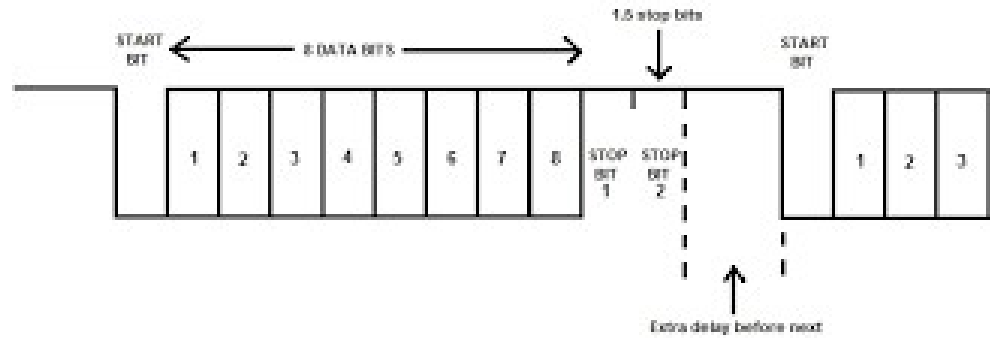 1.5 stop bits
START
BIT
8 DATA BITS
START
BIT
1 2 3 4 5 6 7 8
STOP
BIT
1
STOP
BIT
2
1 2 3
Extra delay before next